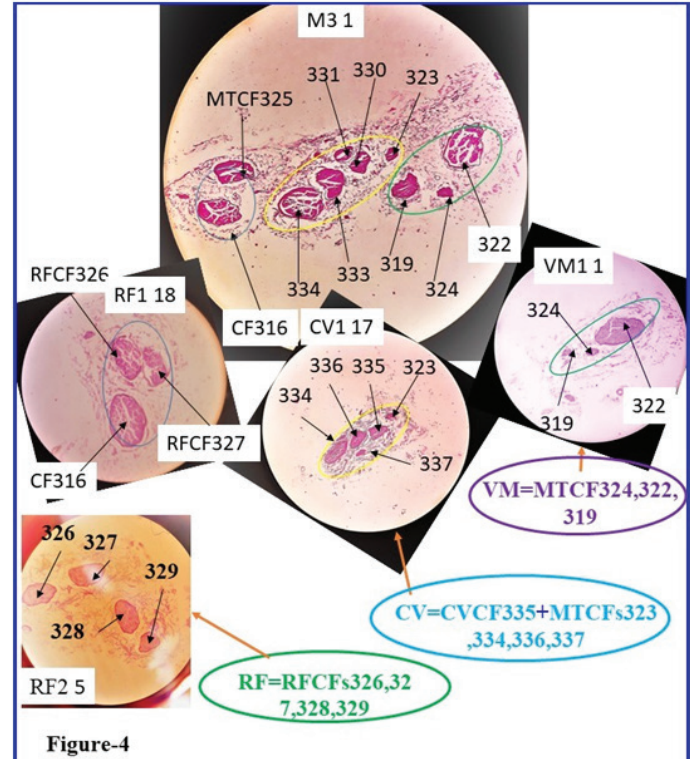 M3 1
331
330
323
MTCF325
334
333
319
324
322
CF316
RFCF326
RF1 18
RFCF327
CF316
CV1 17
336
335
323
334
337
VM1 1
324
319
322
VM=MTCF324,322,
319
326
327
329
328
RF2 5
CV=CVCF335+MTCFs323
,334,336,337
RF=RFCFs326,32
7,328,329
Figure-4